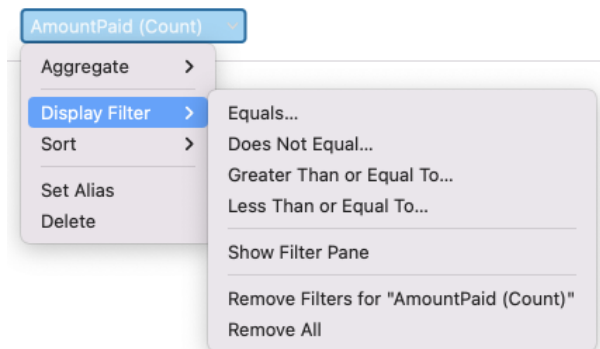 AmountPaid (Count)
Aggregate
Display Filter
Sort
Set Alias
Delete
Equals...
Does Not Equal...
Greater Than or Equal To...
Less Than or Equal To...
Show Filter Pane
Remove Filters for "AmountPaid (Count)"
Remove All